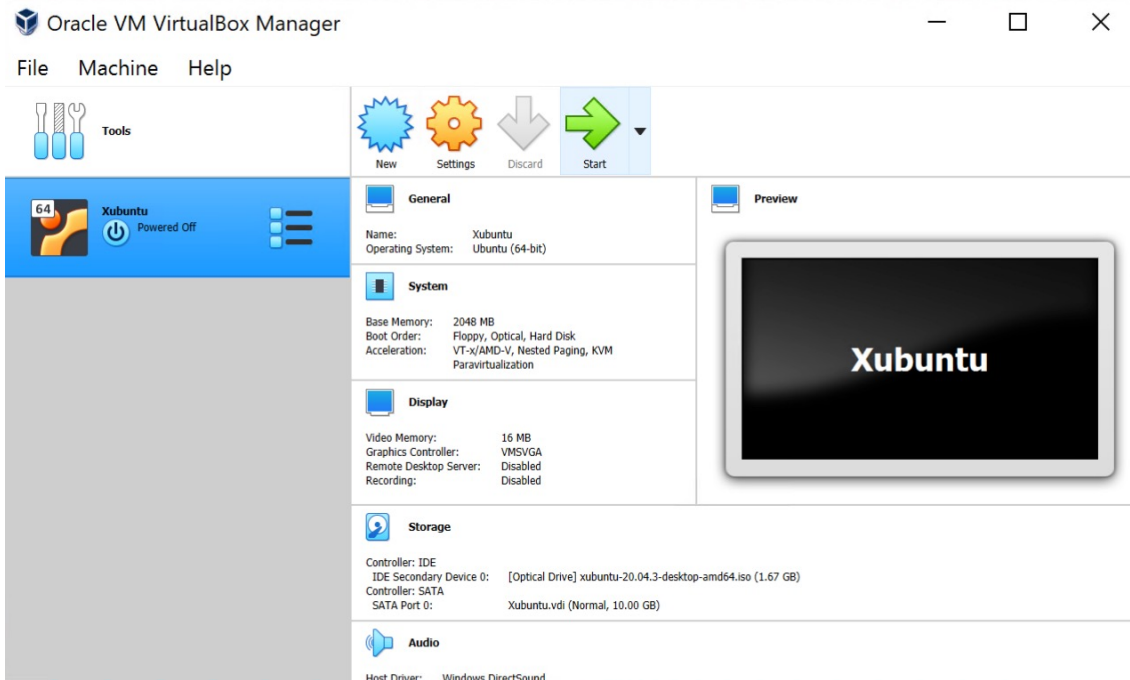 Oracle VM VirtualBox Manager
File Machine Help
Tools
New Settings Discard Start
64
Xubuntu
Powered Off
General
Name: Xubuntu
Operating System: Ubuntu (64-bit)
System
Base Memory: 2048 MB
Boot Order: Floppy, Optical, Hard Disk
Acceleration: VT-x/AMD-V, Nested Paging, KVM
Paravirtualization
Display
Video Memory: 16 MB
Graphics Controller: VMSVGA
Remote Desktop Server: Disabled
Recording: Disabled
Preview
Xubuntu
Storage
Controller: IDE
IDE Secondary Device 0: [Optical Drive] xubuntu-20.04.3-desktop-amd64.iso (1.67 GB)
Controller: SATA
SATA Port 0: Xubuntu.vdi (Normal, 10.00 GB)
Audio
Host Driver: Windows DirectSound